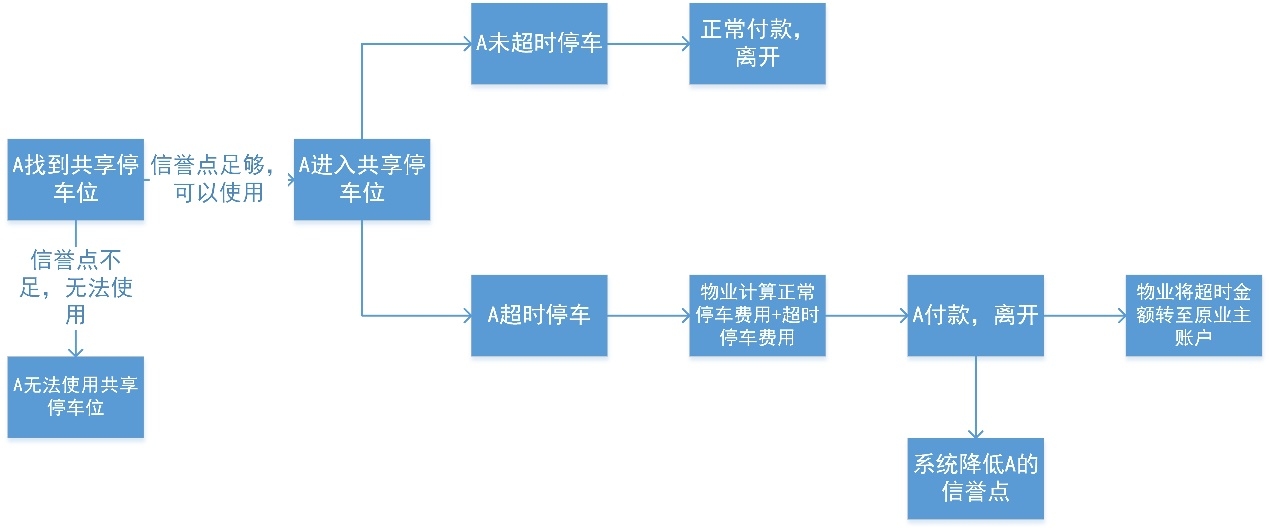 A未超时停车
正常付款，
离开
A找到共享停
车位
信誉点足够，
可以使用
A进入共享停
车位
信誉点不
足，无法使
用
A超时停车
物业计算正常
停车费用+超时
停车费用
A付款，离开
物业将超时金
额转至原业主
账户
A无法使用共享
停车位
系统降低A的
信誉点